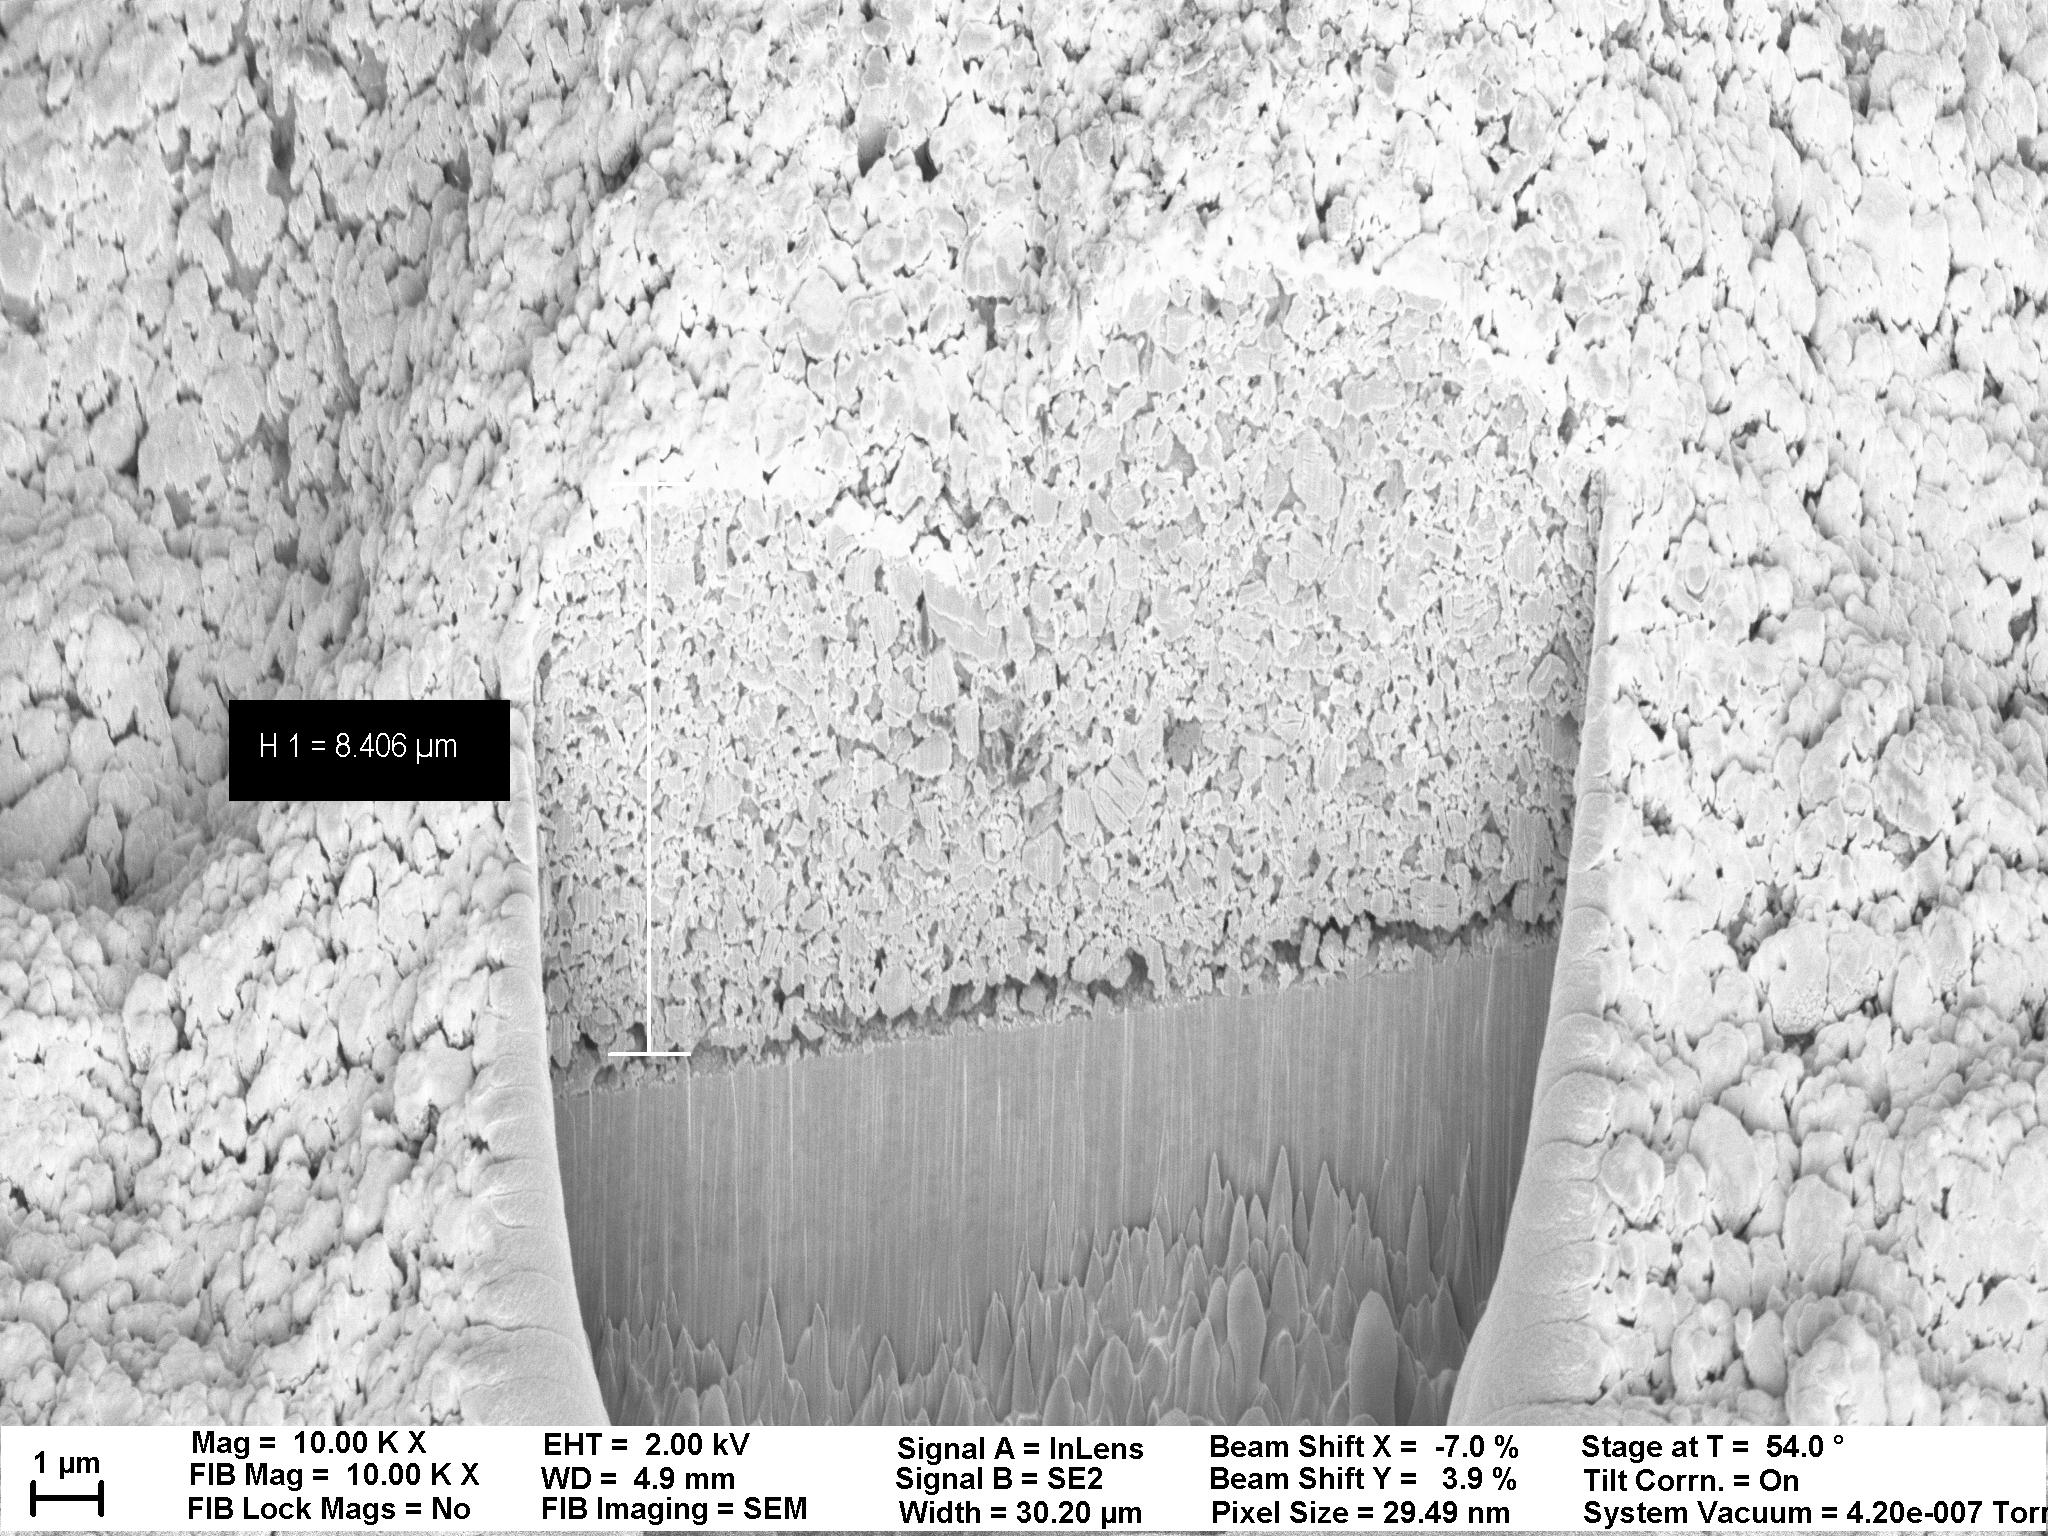 H 1 = 8.406 µm
1 µm
Mag = 10.00 K X
FIB Mag = 10.00 K X
FIB Lock Mags = No
EHT = 2.00 kV
WD = 4.9 mm
FIB Imaging = SEM
Signal A = InLens
Signal B = SE2
Width = 30.20 µm
Beam Shift X = -7.0 %
Beam Shift Y = 3.9 %
Pixel Size = 29.49 nm
Stage at T = 54.0 °
Tilt Corrn. = On
System Vacuum = 4.20e-007 Torr